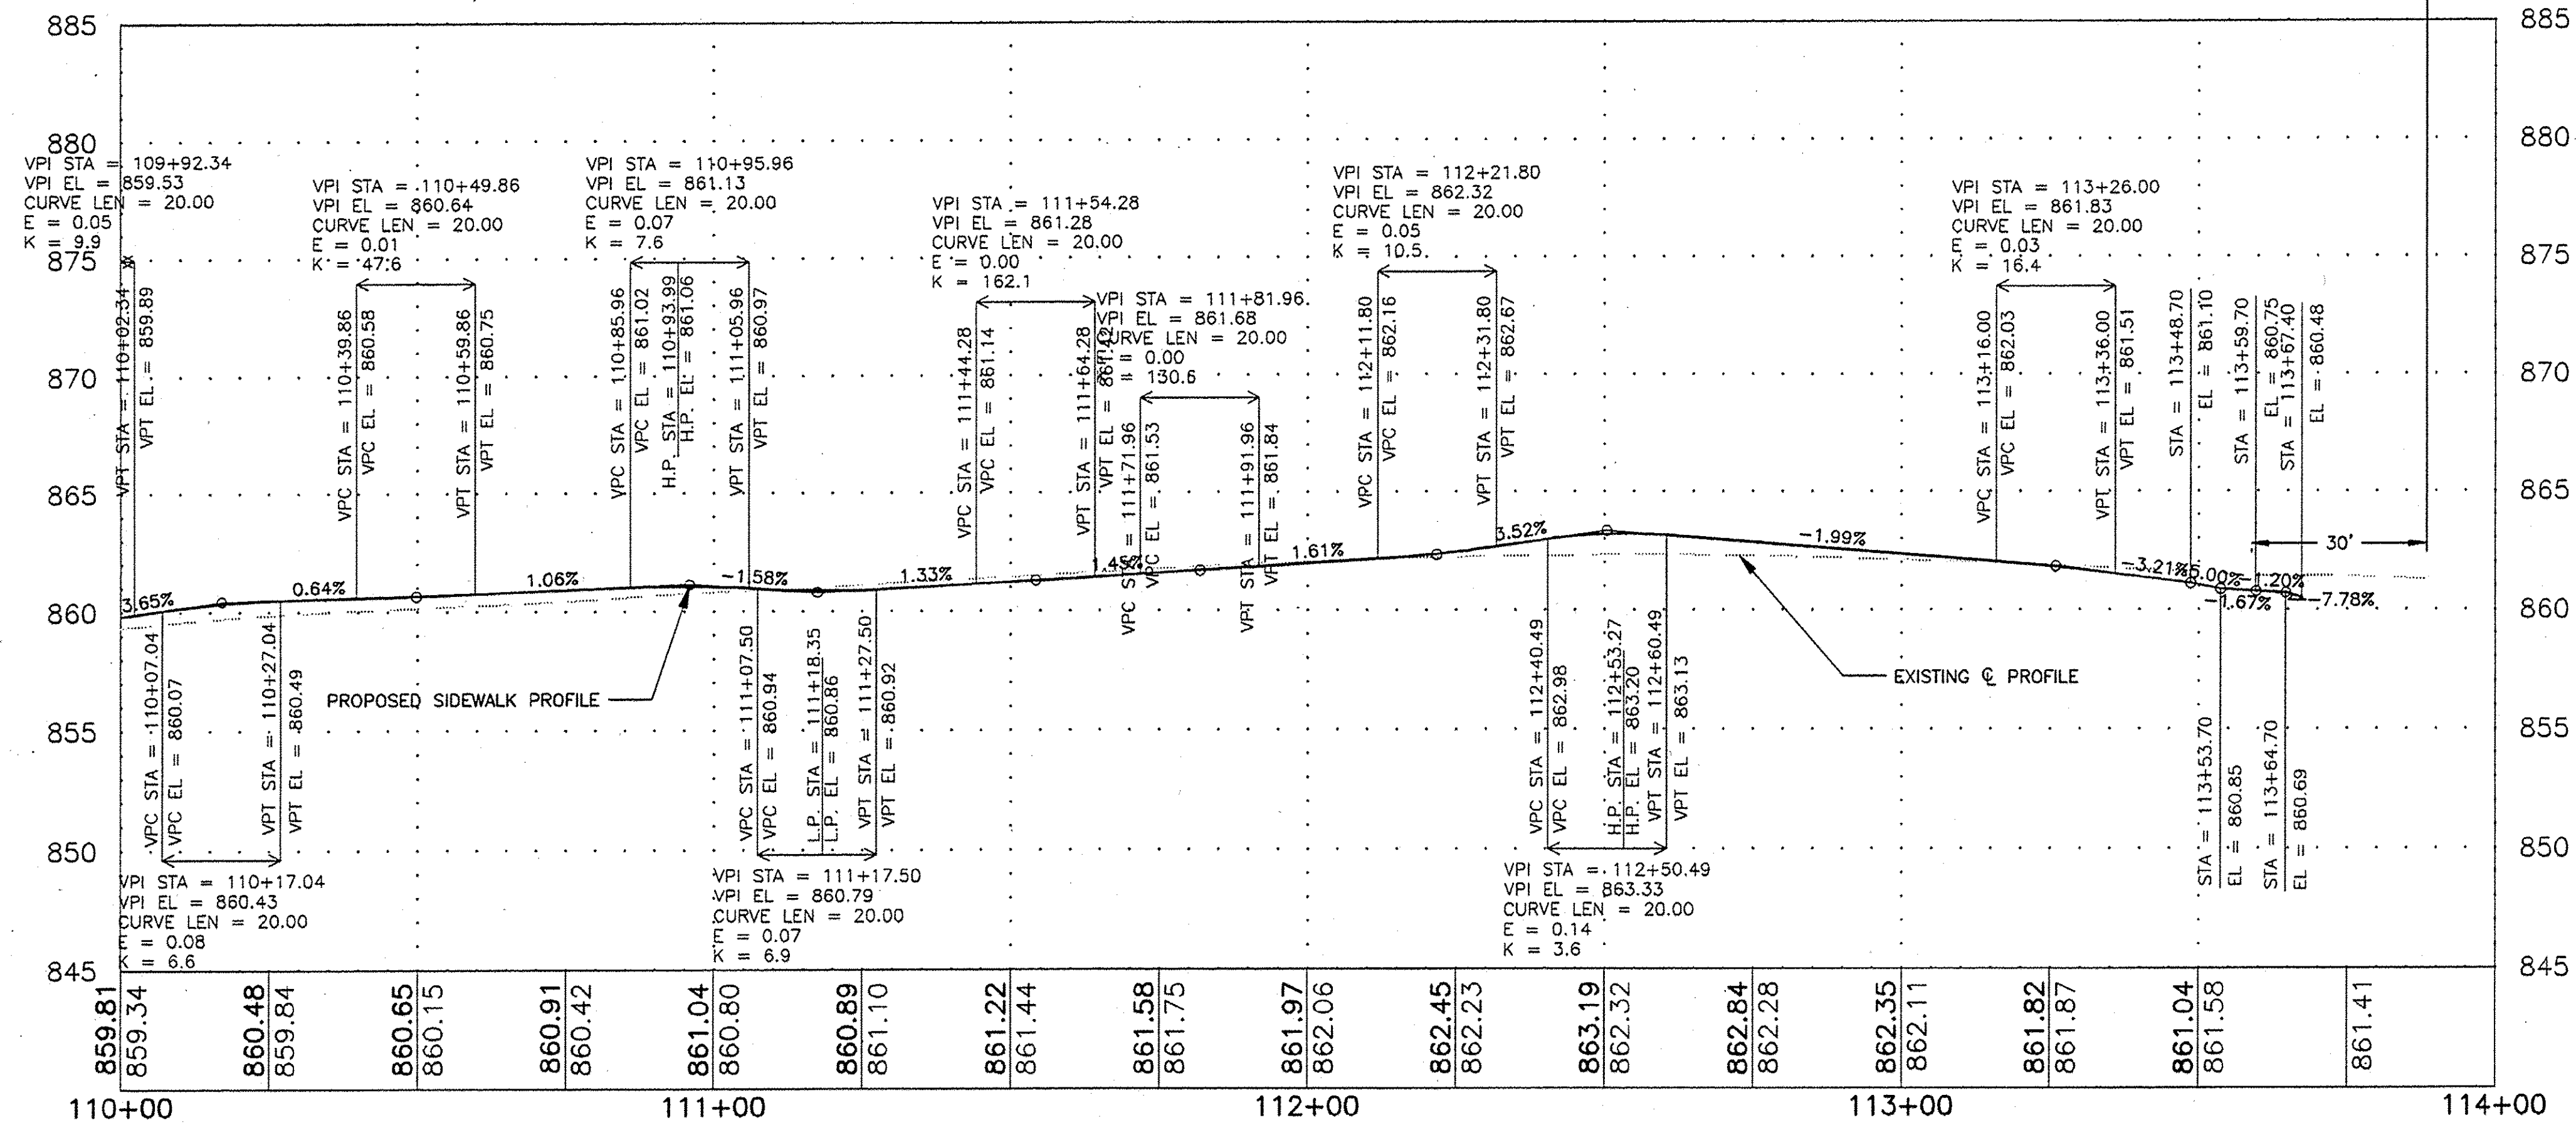 885
885
880
880
VPI STA = 109+92.34
VPI EL = 859.53
CURVE LEN = 20.00
E = 0.05
K = 9.9
VPI STA = 110+49.86
VPI EL = 860.64
CURVE LEN = 20.00
E = 0.01
K = 47.6
VPI STA = 110+95.96
VPI EL = 861.13
CURVE LEN = 20.00
E = 0.07
K = 7.6
VPI STA = 111+54.28
VPI EL = 861.28
CURVE LEN = 20.00
E = 0.00
K = 162.1
VPI STA = 111+81.96
VPI EL = 861.68
CURVE LEN = 20.00
= 0.00
= 130.6
VPI STA = 112+21.80
VPI EL = 862.32
CURVE LEN = 20.00
E = 0.05
K = 10.5
VPI STA = 113+26.00
VPI EL = 861.83
CURVE LEN = 20.00
E = 0.03
K = 16.4
875
875
870
870
865
865
VPT STA = 110+02.34
VPT EL = 859.89
VPC STA = 110+39.86
VPC EL = 860.58
VPT STA = 110+59.86
VPT EL = 860.75
VPC STA = 110+85.96
VPC EL = 861.02
H.P. STA = 110+93.99
H.P. EL = 861.06
VPT STA = 111+05.96
VPT EL = 860.97
VPC STA = 111+44.28
VPC EL = 861.14
VPT STA = 111+64.28
VPT EL = 861.42
VPC STA = 111+71.96
VPC EL = 861.53
VPT STA = 111+91.96
VPT EL = 861.84
VPC STA = 112+11.80
VPC EL = 862.16
VPT STA = 112+31.80
VPT EL = 862.67
VPC STA = 113+16.00
VPC EL = 862.03
VPT STA = 113+36.00
VPT EL = 861.51
STA = 113+48.70
EL = 861.10
STA = 113+59.70
EL = 860.75
STA = 113+67.40
EL = 860.48
3.65%
0.64%
1.06%
-1.58%
1.33%
1.45%
1.61%
3.52%
-1.99%
-3.21%
5.00%
-1.20%
-1.67%
-7.78%
30'
860
860
PROPOSED SIDEWALK PROFILE
EXISTING ℄ PROFILE
855
855
850
850
VPC STA = 110+07.04
VPC EL = 860.07
VPT STA = 110+27.04
VPT EL = 860.49
VPC STA = 111+07.50
VPC EL = 860.94
L.P. STA = 111+18.35
L.P. EL = 860.86
VPT STA = 111+27.50
VPT EL = 860.92
VPC STA = 112+40.49
VPC EL = 862.98
H.P. STA = 112+53.27
H.P. EL = 863.20
VPT STA = 112+60.49
VPT EL = 863.13
STA = 113+53.70
EL = 860.85
STA = 113+64.70
EL = 860.69
VPI STA = 110+17.04
VPI EL = 860.43
CURVE LEN = 20.00
E = 0.08
K = 6.6
VPI STA = 111+17.50
VPI EL = 860.79
CURVE LEN = 20.00
E = 0.07
K = 6.9
VPI STA = 112+50.49
VPI EL = 863.33
CURVE LEN = 20.00
E = 0.14
K = 3.6
845
845
859.81
859.34
860.48
859.84
860.65
860.15
860.91
860.42
861.04
860.80
860.89
861.10
861.22
861.44
861.58
861.75
861.97
862.06
862.45
862.23
863.19
862.32
862.84
862.28
862.35
862.11
861.82
861.87
861.04
861.58
861.41
110+00
111+00
112+00
113+00
114+00